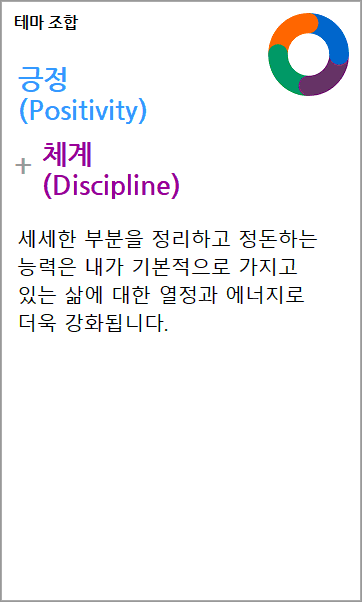 테마 조합
긍정
(Positivity)
+ 체계
(Discipline)
세세한 부분을 정리하고 정돈하는
능력은 내가 기본적으로 가지고
있는 삶에 대한 열정과 에너지로
더욱 강화됩니다.